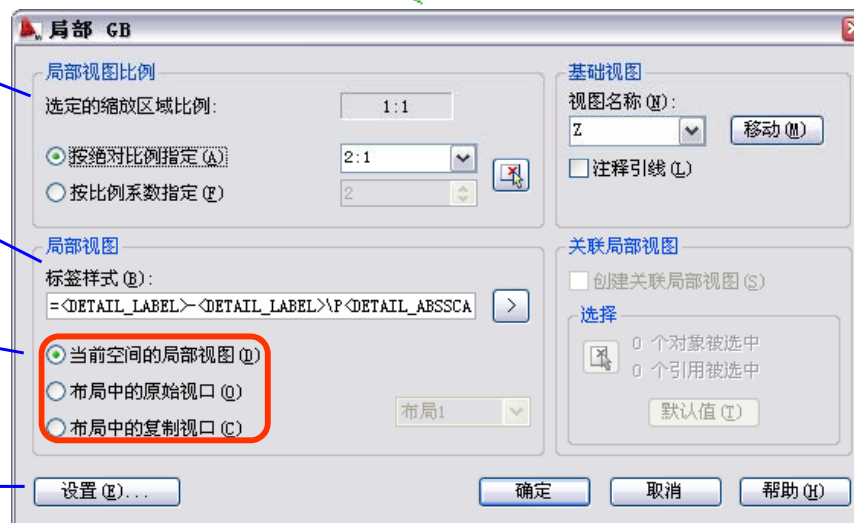 局部 GB
局部视图比例
选定的缩放区域比例:
1:1
按绝对比例指定(A)
2:1
按比例系数指定(F)
2
基础视图
视图名称(N):
Z
移动(M)
注释引线(L)
局部视图
标签样式(B):
=<DETAIL_LABEL>-<DETAIL_LABEL>\P<DETAIL_ABSSCA
>
当前空间的局部视图(D)
布局中的原始视口(O)
布局中的复制视口(C)
布局1
关联局部视图
创建关联局部视图(S)
选择
0 个对象被选中
0 个引用被选中
默认值(T)
设置(E)...
确定
取消
帮助(H)